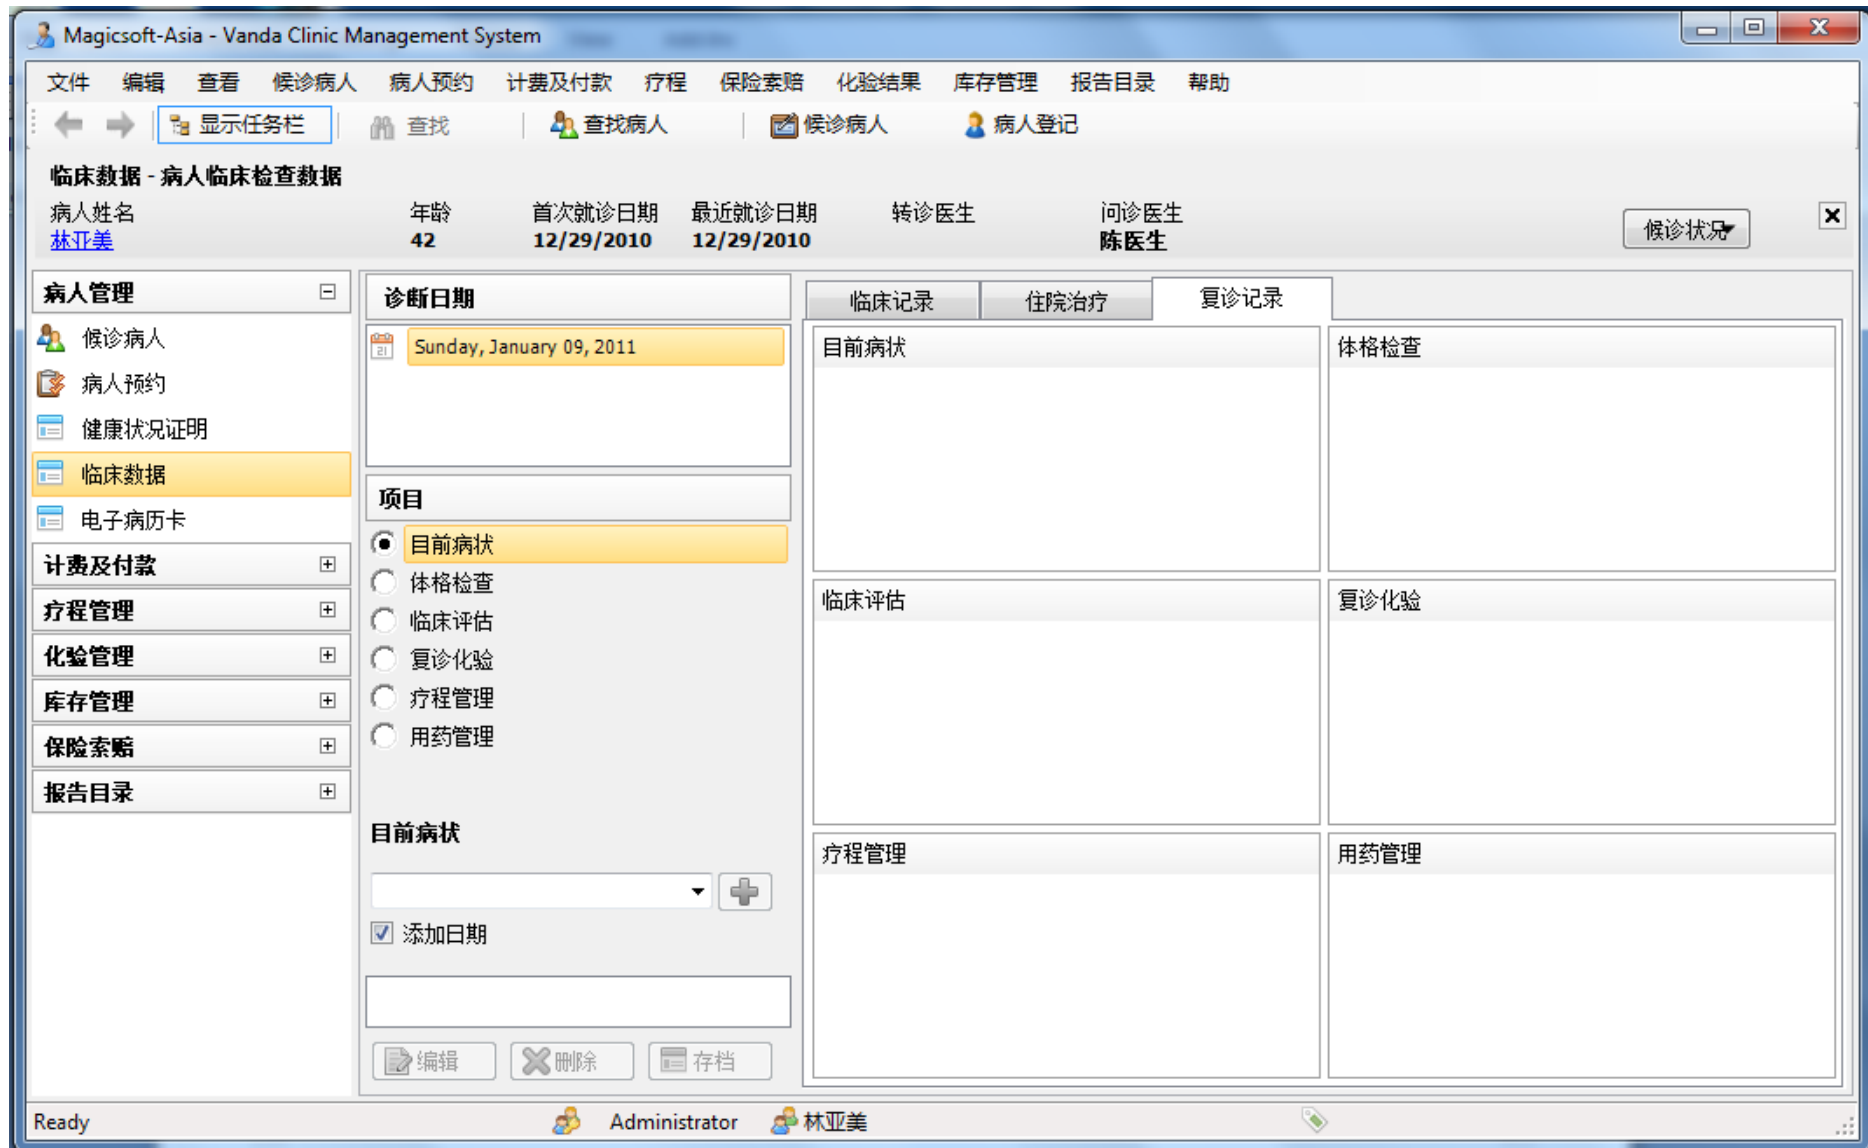 Magicsoft-Asia - Vanda Clinic Management System
文件 编辑 查看 候诊病人 病人预约 计费及付款 疗程 保险索赔 化验结果 库存管理 报告目录 帮助
显示任务栏 查找 查找病人 候诊病人 病人登记
临床数据 - 病人临床检查数据
病人姓名 年龄 首次就诊日期 最近就诊日期 转诊医生 问诊医生
林亚美 42 12/29/2010 12/29/2010 陈医生
候诊状况
病人管理
候诊病人
病人预约
健康状况证明
临床数据
电子病历卡
计费及付款
疗程管理
化验管理
库存管理
保险索赔
报告目录
诊断日期
21
Sunday, January 09, 2011
项目
目前病状
体格检查
临床评估
复诊化验
疗程管理
用药管理
目前病状
添加日期
编辑 删除 存档
临床记录 住院治疗 复诊记录
目前病状 体格检查
临床评估 复诊化验
疗程管理 用药管理
Ready Administrator 林亚美